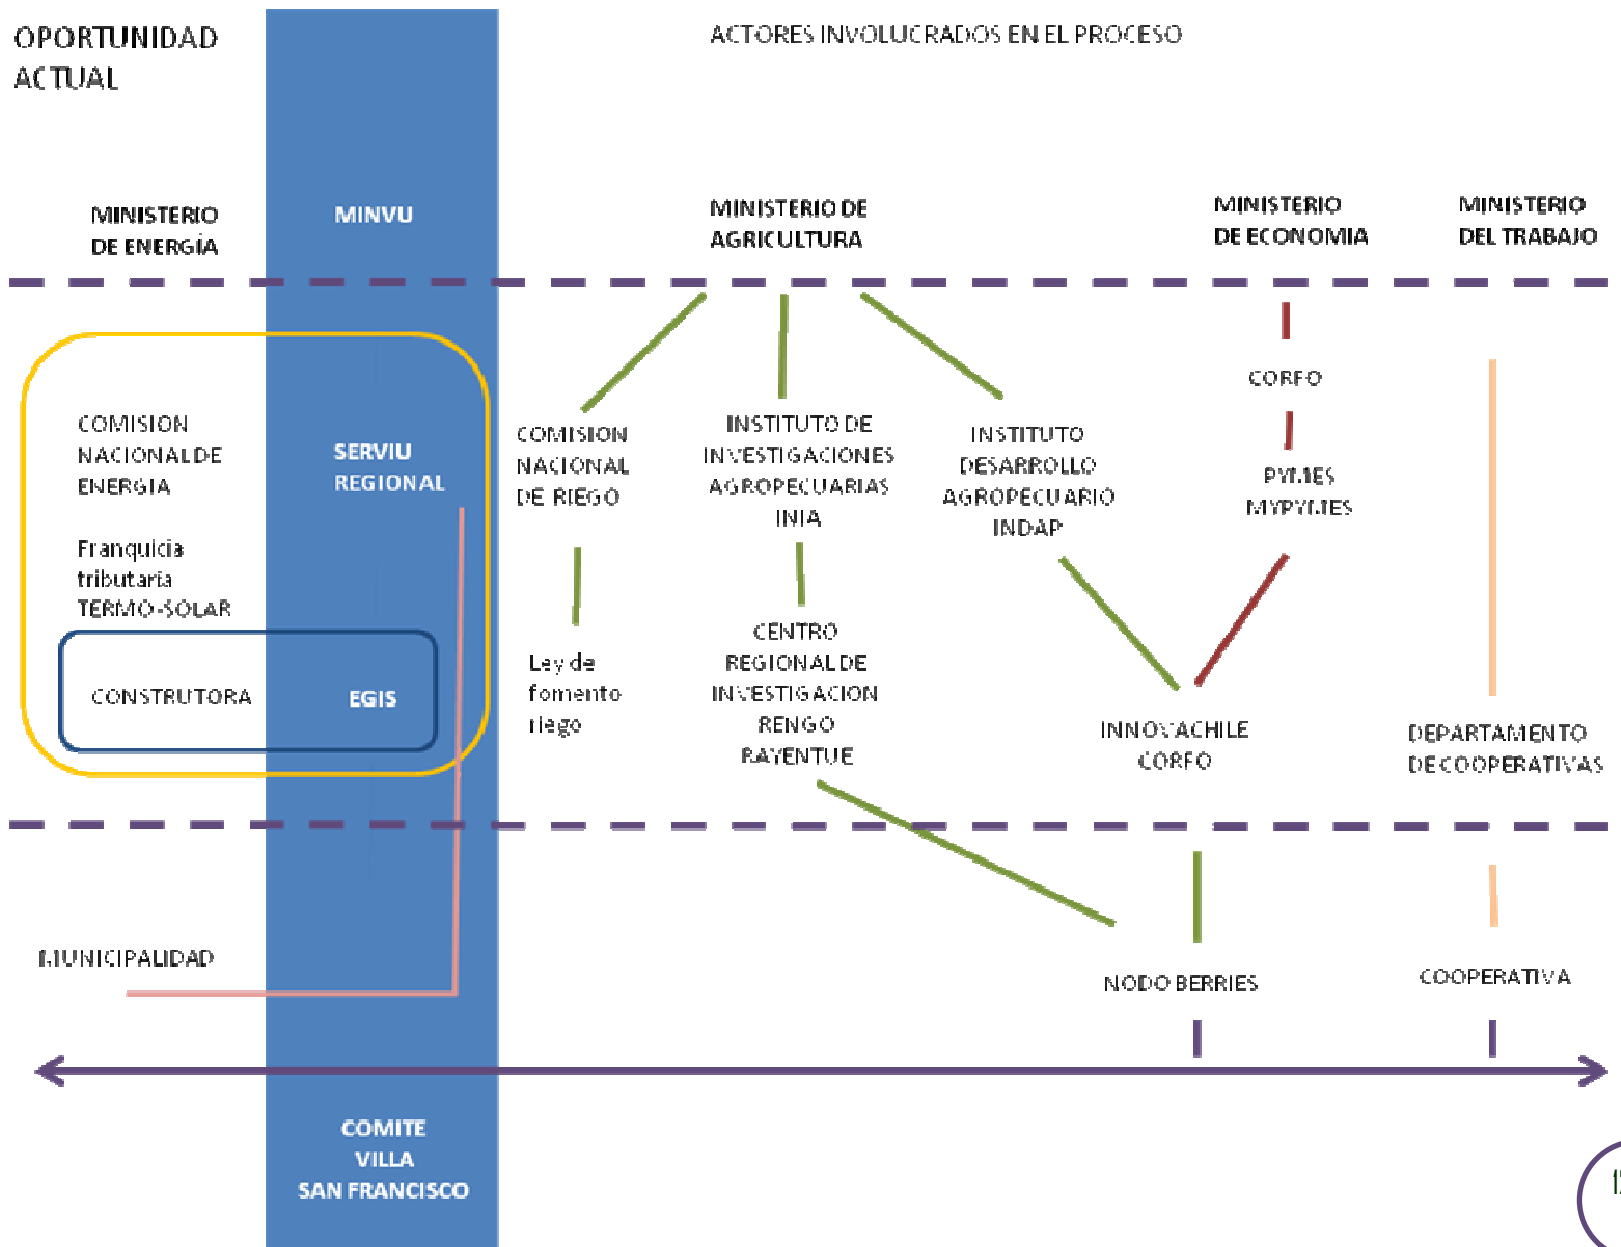 OPORTUNIDAD
ACTUAL
ACTORES INVOLUCRADOS EN EL PROCESO
MINISTERIO
DE ENERGÍA
MINVU
MINISTERIO DE
AGRICULTURA
MINISTERIO
DE ECONOMIA
MINISTERIO
DEL TRABAJO
COMISION
NACIONAL DE
ENERGIA
Franquicia
tributaria
TERMO-SOLAR
SERVIU
REGIONAL
CONSTRUTORA
EGIS
COMISION
NACIONAL
DE RIEGO
Ley de
fomento
riego
INSTITUTO DE
INVESTIGACIONES
AGROPECUARIAS
INIA
CENTRO
REGIONAL DE
INVESTIGACION
RENGO
RAYENTUE
INSTITUTO
DESARROLLO
AGROPECUARIO
INDAP
CORFO
PYMES
MYPYMES
INNOVACHILE
CORFO
DEPARTAMENTO
DE COOPERATIVAS
MUNICIPALIDAD
NODO BERRIES
COOPERATIVA
COMITE
VILLA
SAN FRANCISCO